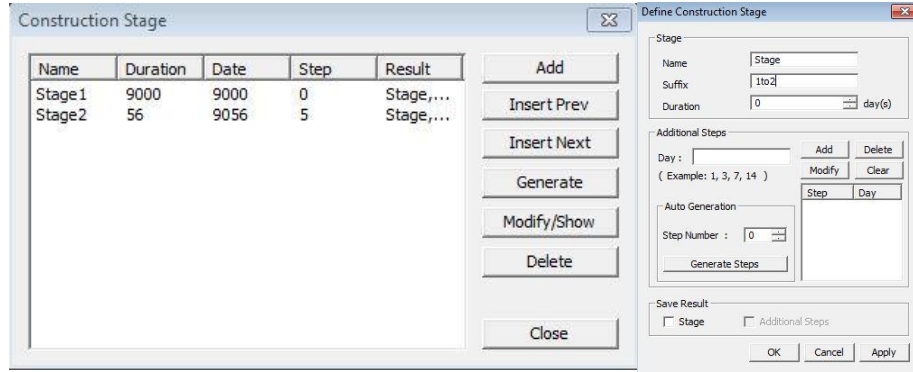 Construction Stage
Name Duration Date Step Result
Stage1 9000 9000 0 Stage,...
Stage2 56 9056 5 Stage,...
Add
Insert Prev
Insert Next
Generate
Modify/Show
Delete
Close
Define Construction Stage
Stage
Name Stage
Suffix 1to2
Duration 0 day(s)
Additional Steps
Day :
( Example: 1, 3, 7, 14 )
Add Delete
Modify Clear
Step Day
Auto Generation
Step Number : 0
Generate Steps
Save Result
Stage Additional Steps
OK Cancel Apply